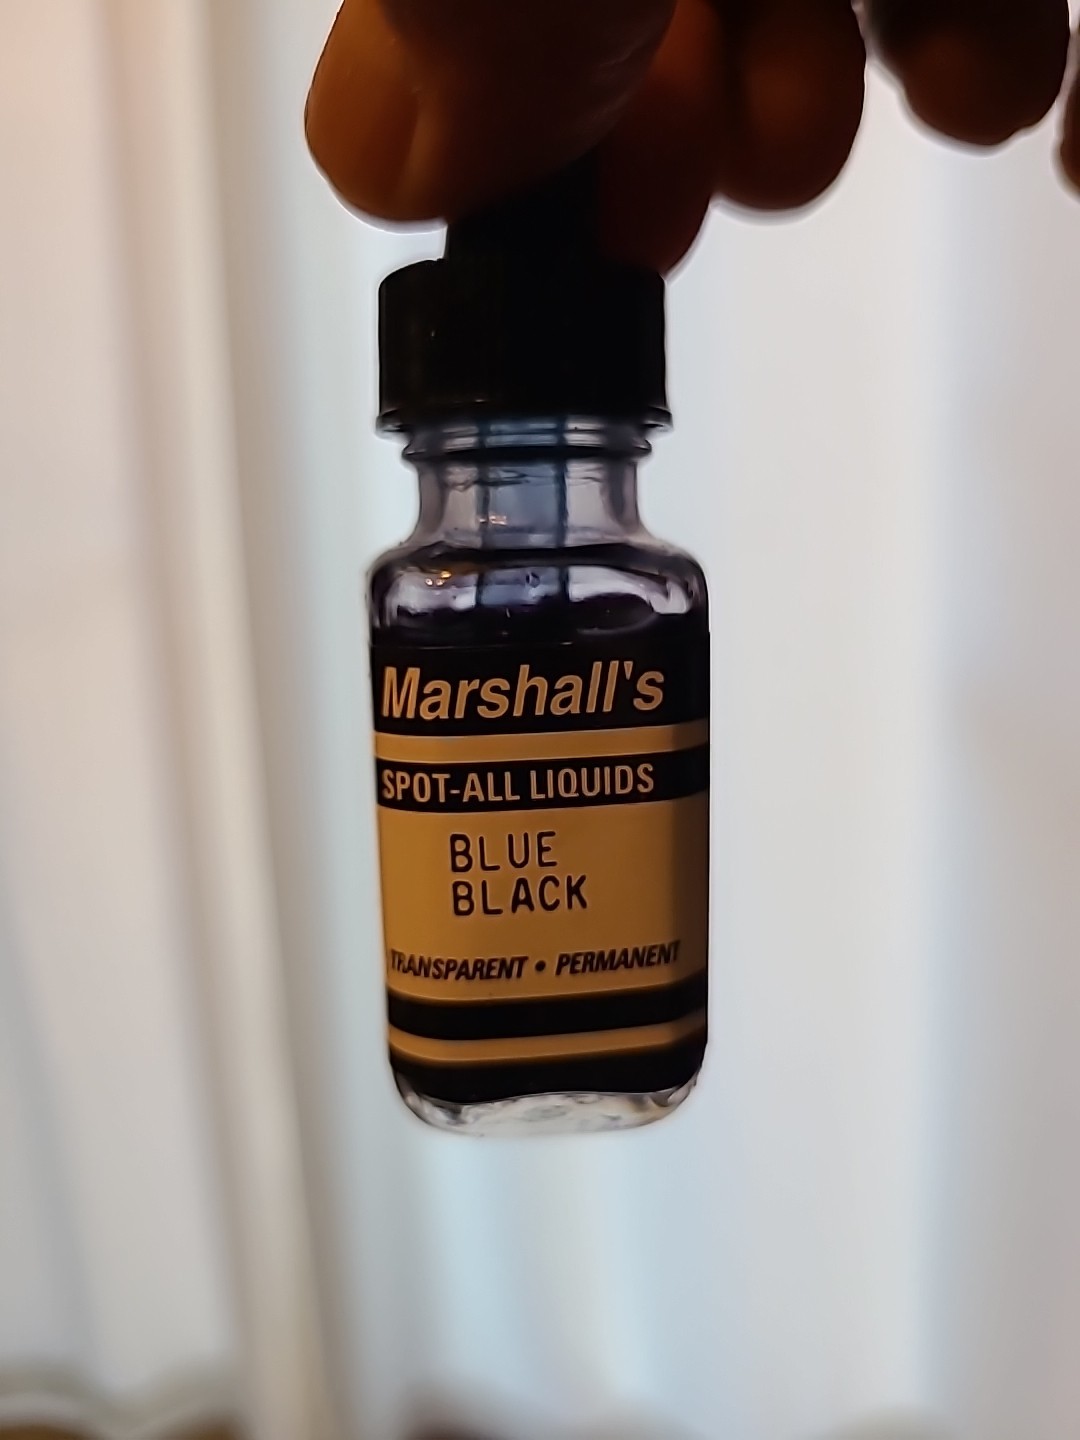 Marshall's
SPOT-ALL LIQUIDS
BLUE
BLACK
TRANSPARENT • PERMANENT